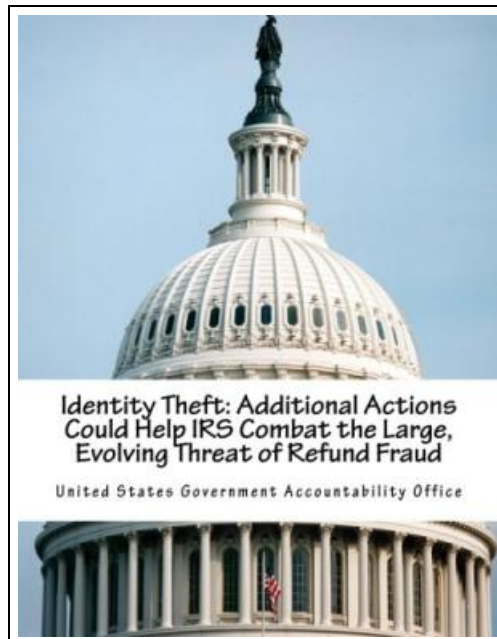 Identity Theft: Additional Actions
Could Help IRS Combat the Large,
Evolving Threat of Refund Fraud
United States Government Accountability Office